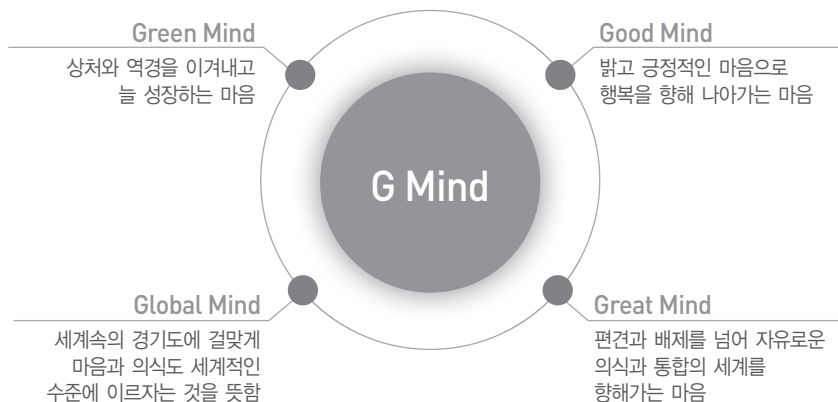 Green Mind
상처와 역경을 이겨내고
늘 성장하는 마음
Good Mind
밝고 긍정적인 마음으로
행복을 향해 나아가는 마음
G Mind
Global Mind
세계속의 경기도에 걸맞게
마음과 의식도 세계적인
수준에 이르자는 것을 뜻함
Great Mind
편견과 배제를 넘어 자유로운
의식과 통합의 세계를
향해가는 마음